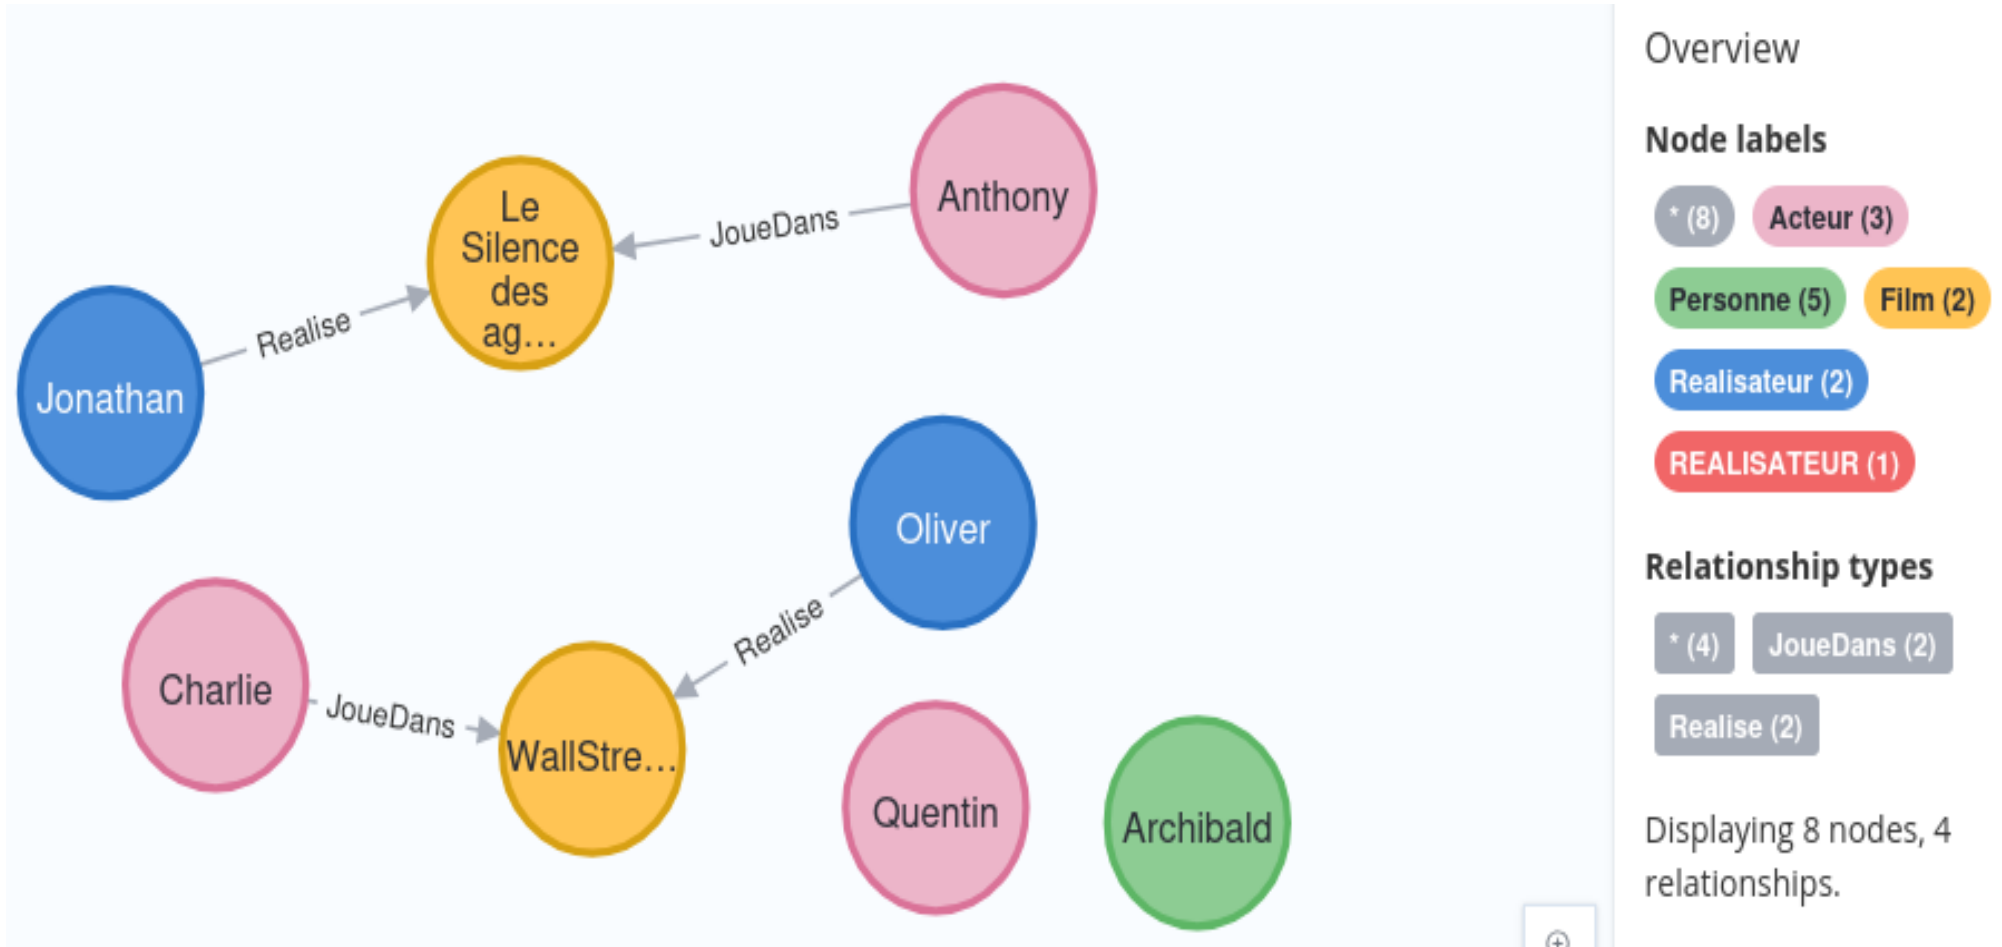 Le
Silence
des
ag...
Anthony
JoueDans
Realise
Jonathan
Oliver
Realise
Charlie
JoueDans
WallStre...
Quentin
Archibald
Overview
Node labels
* (8) Acteur (3)
Personne (5) Film (2)
Realisateur (2)
REALISATEUR (1)
Relationship types
* (4) JoueDans (2)
Realise (2)
Displaying 8 nodes, 4
relationships.